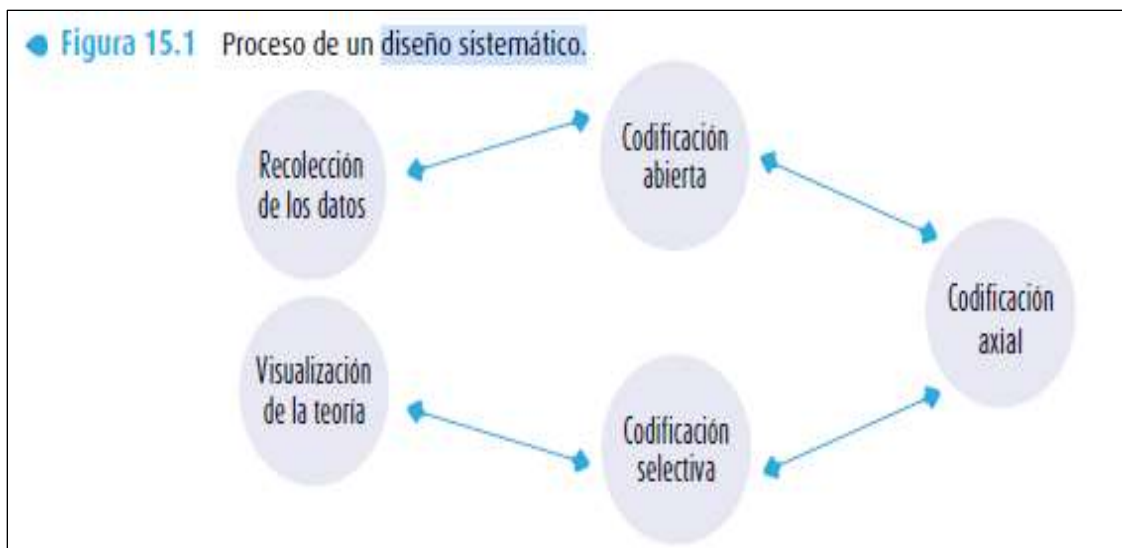 Figura 15.1 Proceso de un diseño sistemático.
Recolección
de los datos
Codificación
abierta
Codificación
axial
Codificación
selectiva
Visualización
de la teoría